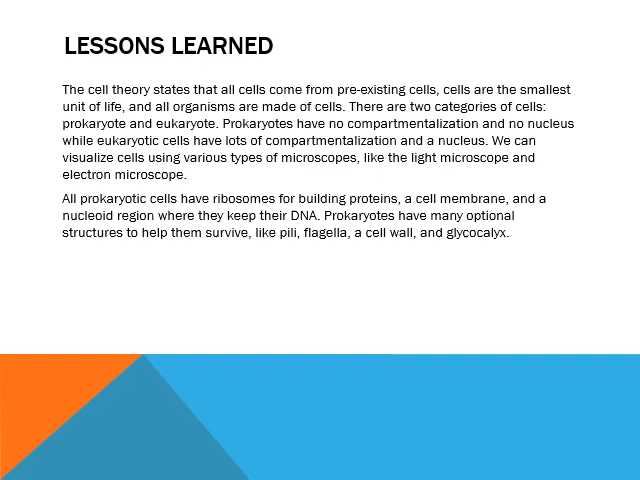 LESSONS LEARNED
The cell theory states that all cells come from pre-existing cells, cells are the smallest
unit of life, and all organisms are made of cells. There are two categories of cells:
prokaryote and eukaryote. Prokaryotes have no compartmentalization and no nucleus
while eukaryotic cells have lots of compartmentalization and a nucleus. We can
visualize cells using various types of microscopes, like the light microscope and
electron microscope.
All prokaryotic cells have ribosomes for building proteins, a cell membrane, and a
nucleoid region where they keep their DNA. Prokaryotes have many optional
structures to help them survive, like pili, flagella, a cell wall, and glycocalyx.